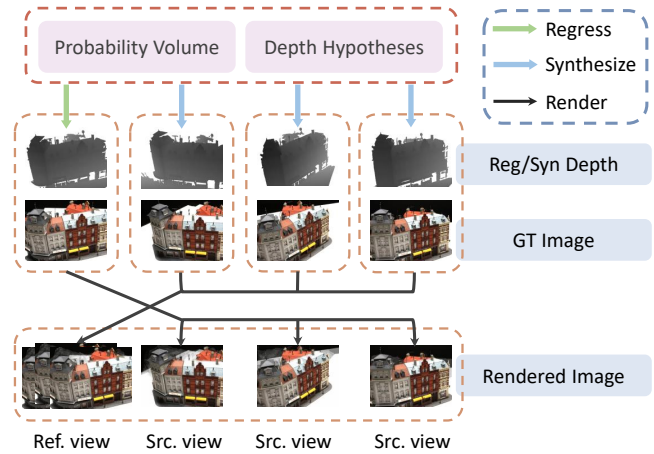 Probability Volume
Depth Hypotheses
Regress
Synthesize
Render
Reg/Syn Depth
GT Image
Rendered Image
Ref. view
Src. view
Src. view
Src. view